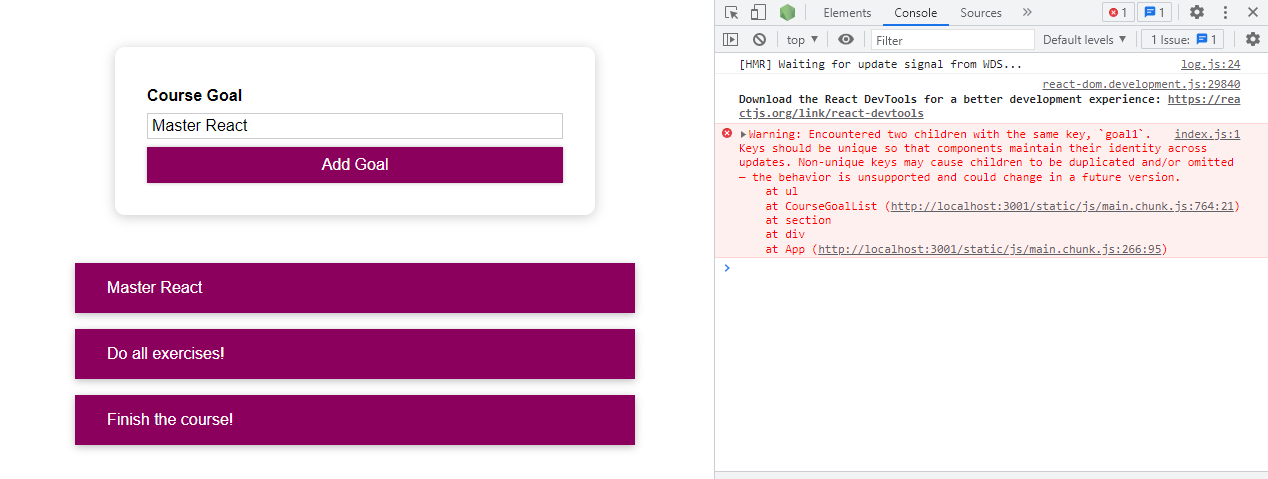 Course Goal
Master React
Add Goal
Master React
Do all exercises!
Finish the course!
Elements Console Sources » 1 1
top ▼ Filter Default levels ▼ 1 Issue: 1
[HMR] Waiting for update signal from WDS... log.js:24
react-dom.development.js:29840
Download the React DevTools for a better development experience: https://rea
ctjs.org/link/react-devtools
▶Warning: Encountered two children with the same key, `goal1`. index.js:1
Keys should be unique so that components maintain their identity across
updates. Non-unique keys may cause children to be duplicated and/or omitted
— the behavior is unsupported and could change in a future version.
at ul
at CourseGoalList (http://localhost:3001/static/js/main.chunk.js:764:21)
at section
at div
at App (http://localhost:3001/static/js/main.chunk.js:266:95)